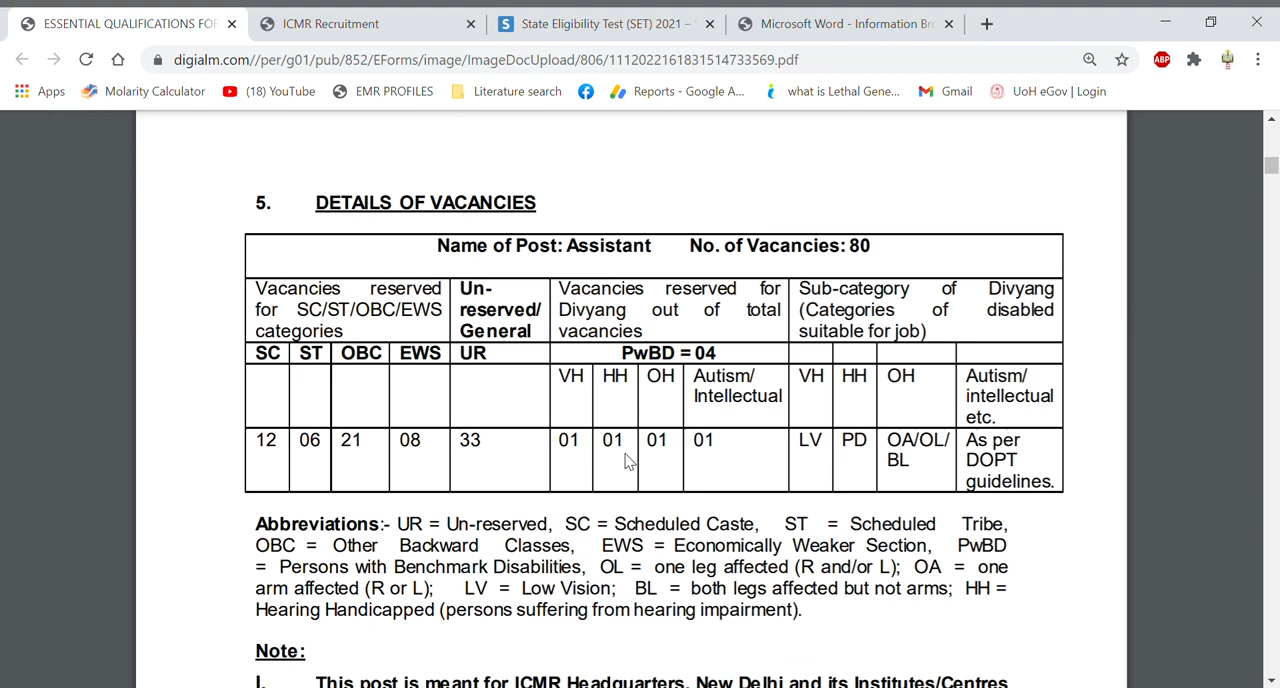 ESSENTIAL QUALIFICATIONS FOR
ICMR Recruitment
State Eligibility Test (SET) 2021 –
Microsoft Word - Information Br
digialm.com//per/g01/pub/852/EForms/image/ImageDocUpload/806/1112022161831514733569.pdf
ABP
Apps
Molarity Calculator
(18) YouTube
EMR PROFILES
Literature search
Reports - Google A...
what is Lethal Gene...
Gmail
UoH eGov | Login
5. DETAILS OF VACANCIES
Name of Post: Assistant No. of Vacancies: 80
Vacancies reserved for SC/ST/OBC/EWS categories
Un-reserved/ General
Vacancies reserved for Divyang out of total vacancies
Sub-category of Divyang (Categories of disabled suitable for job)
SC ST OBC EWS UR PwBD = 04
VH HH OH Autism/ Intellectual VH HH OH Autism/ intellectual etc.
12 06 21 08 33 01 01 01 01 LV PD OA/OL/ BL As per DOPT guidelines.
Abbreviations:- UR = Un-reserved, SC = Scheduled Caste, ST = Scheduled Tribe,
OBC = Other Backward Classes, EWS = Economically Weaker Section, PwBD
= Persons with Benchmark Disabilities, OL = one leg affected (R and/or L); OA = one
arm affected (R or L); LV = Low Vision; BL = both legs affected but not arms; HH =
Hearing Handicapped (persons suffering from hearing impairment).
Note:
I. This post is meant for ICMR Headquarters, New Delhi and its Institutes/Centres